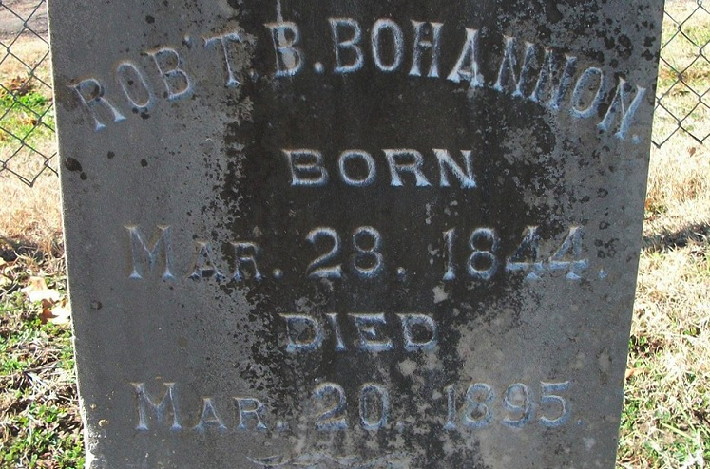 ROB'T. B. BOHANNON.
BORN
MAR. 28. 1844.
DIED
MAR. 20. 1895.